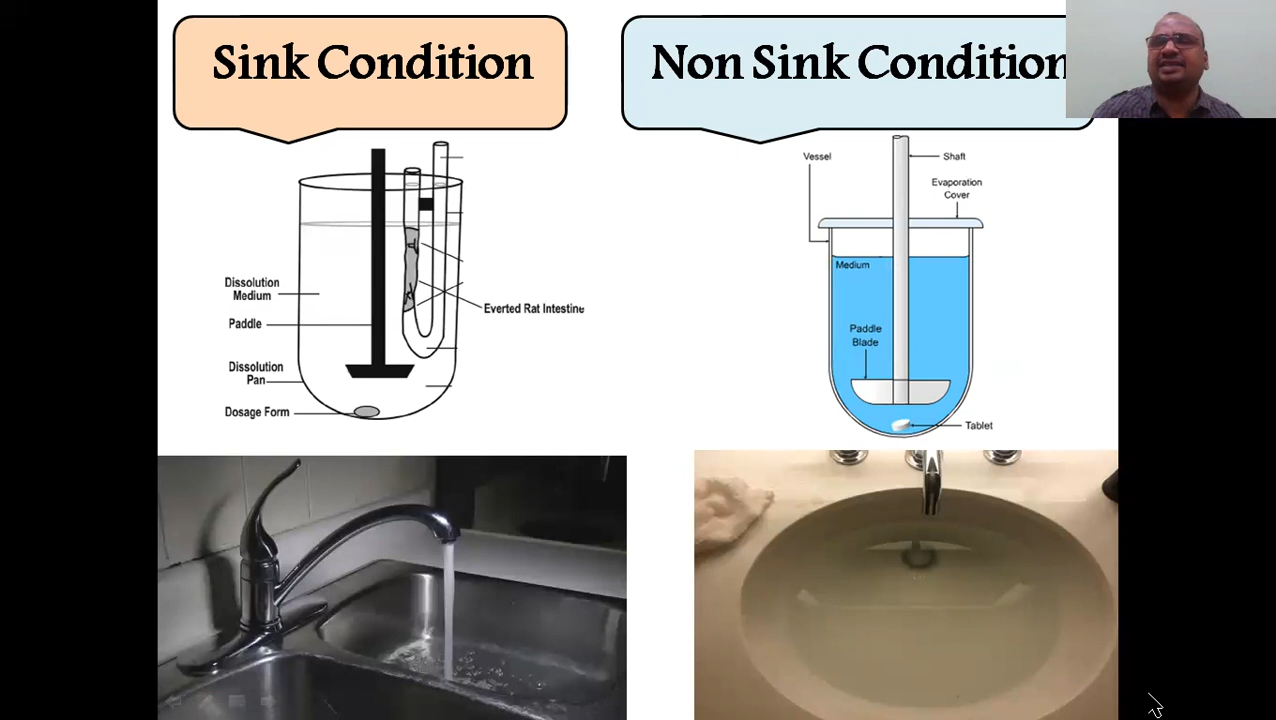 Sink Condition
Non Sink Condition
Dissolution
Medium
Paddle
Dissolution
Pan
Dosage Form
Everted Rat Intestine
Vessel
Shaft
Evaporation
Cover
Medium
Paddle
Blade
Tablet